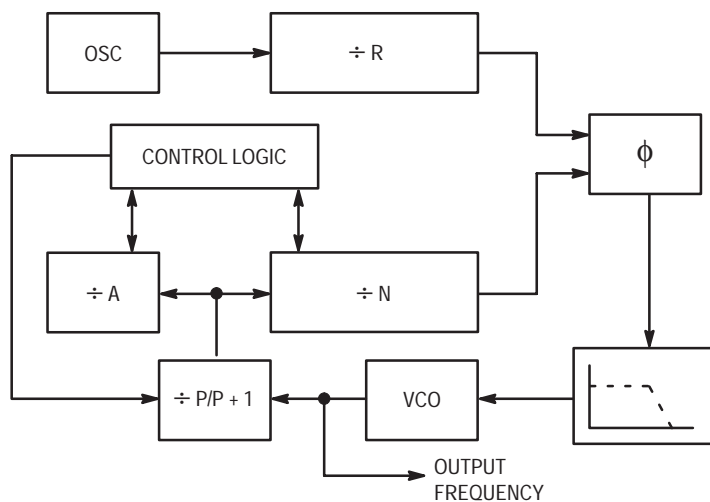 OSC
÷ R
CONTROL LOGIC
ϕ
÷ A
÷ N
÷ P/P + 1
VCO
OUTPUT
FREQUENCY